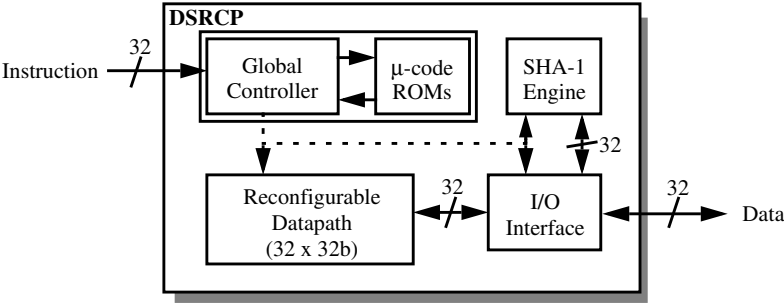 DSRCP
32
Instruction
Global
Controller
μ-code
ROMs
SHA-1
Engine
32
Reconfigurable
Datapath
(32 x 32b)
32
I/O
Interface
32
Data